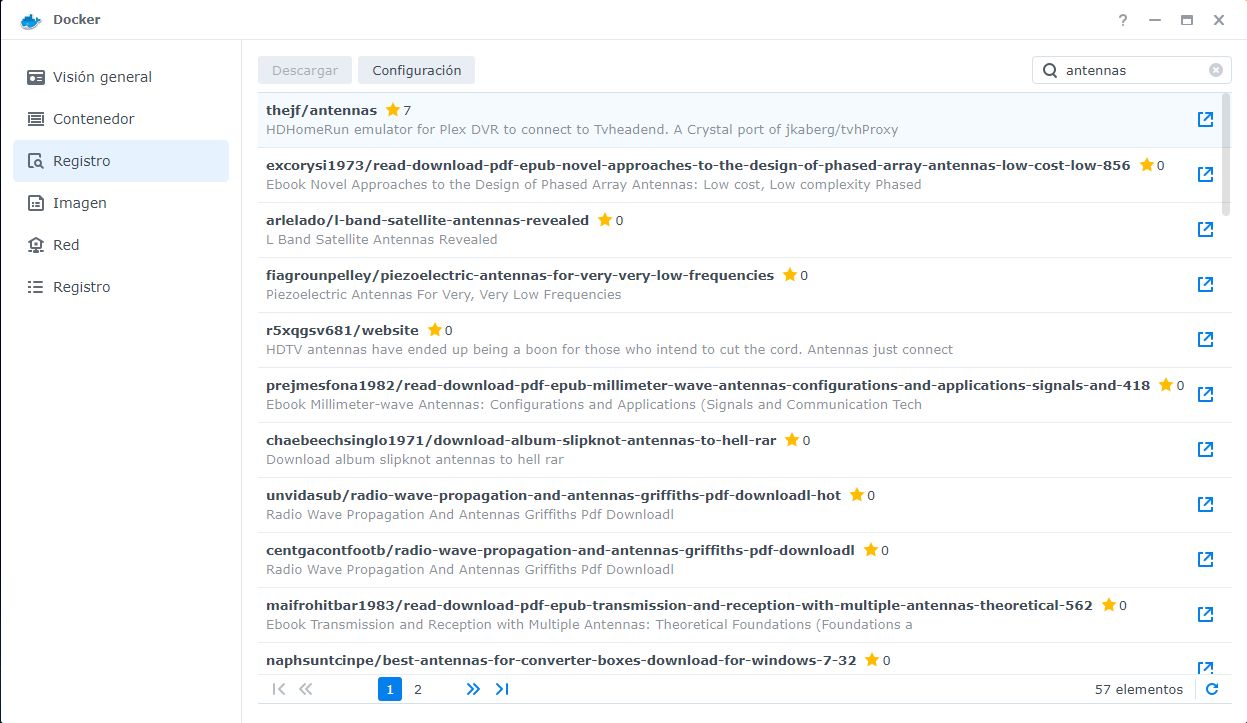 Docker
?
Visión general
Contenedor
Registro
Imagen
Red
Registro
Descargar
Configuración
antennas
thejf/antennas 7
HDHomeRun emulator for Plex DVR to connect to Tvheadend. A Crystal port of jkaberg/tvhProxy
excorysi1973/read-download-pdf-epub-novel-approaches-to-the-design-of-phased-array-antennas-low-cost-low-856 0
Ebook Novel Approaches to the Design of Phased Array Antennas: Low cost, Low complexity Phased
arlelado/l-band-satellite-antennas-revealed 0
L Band Satellite Antennas Revealed
fiagrounpelley/piezoelectric-antennas-for-very-very-low-frequencies 0
Piezoelectric Antennas For Very, Very Low Frequencies
r5xqgsv681/website 0
HDTV antennas have ended up being a boon for those who intend to cut the cord. Antennas just connect
prejmesfona1982/read-download-pdf-epub-millimeter-wave-antennas-configurations-and-applications-signals-and-418 0
Ebook Millimeter-wave Antennas: Configurations and Applications (Signals and Communication Tech
chaebeechsinglo1971/download-album-slipknot-antennas-to-hell-rar 0
Download album slipknot antennas to hell rar
unvidasub/radio-wave-propagation-and-antennas-griffiths-pdf-downloadl-hot 0
Radio Wave Propagation And Antennas Griffiths Pdf Downloadl
centgacontfootb/radio-wave-propagation-and-antennas-griffiths-pdf-downloadl 0
Radio Wave Propagation And Antennas Griffiths Pdf Downloadl
maifrohitbar1983/read-download-pdf-epub-transmission-and-reception-with-multiple-antennas-theoretical-562 0
Ebook Transmission and Reception with Multiple Antennas: Theoretical Foundations (Foundations a
naphsuntcinpe/best-antennas-for-converter-boxes-download-for-windows-7-32 0
1 2
57 elementos